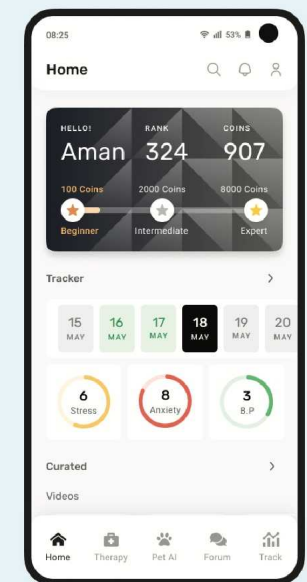 08:25 53%
Home
HELLO! RANK COINS
Aman 324 907
100 Coins 2000 Coins 8000 Coins
Beginner Intermediate Expert
Tracker
15 16 17 18 19 20
MAY MAY MAY MAY MAY MAY
6 8 3
Stress Anxiety B.P
Curated
Videos
Home Therapy Pet AI Forum Track